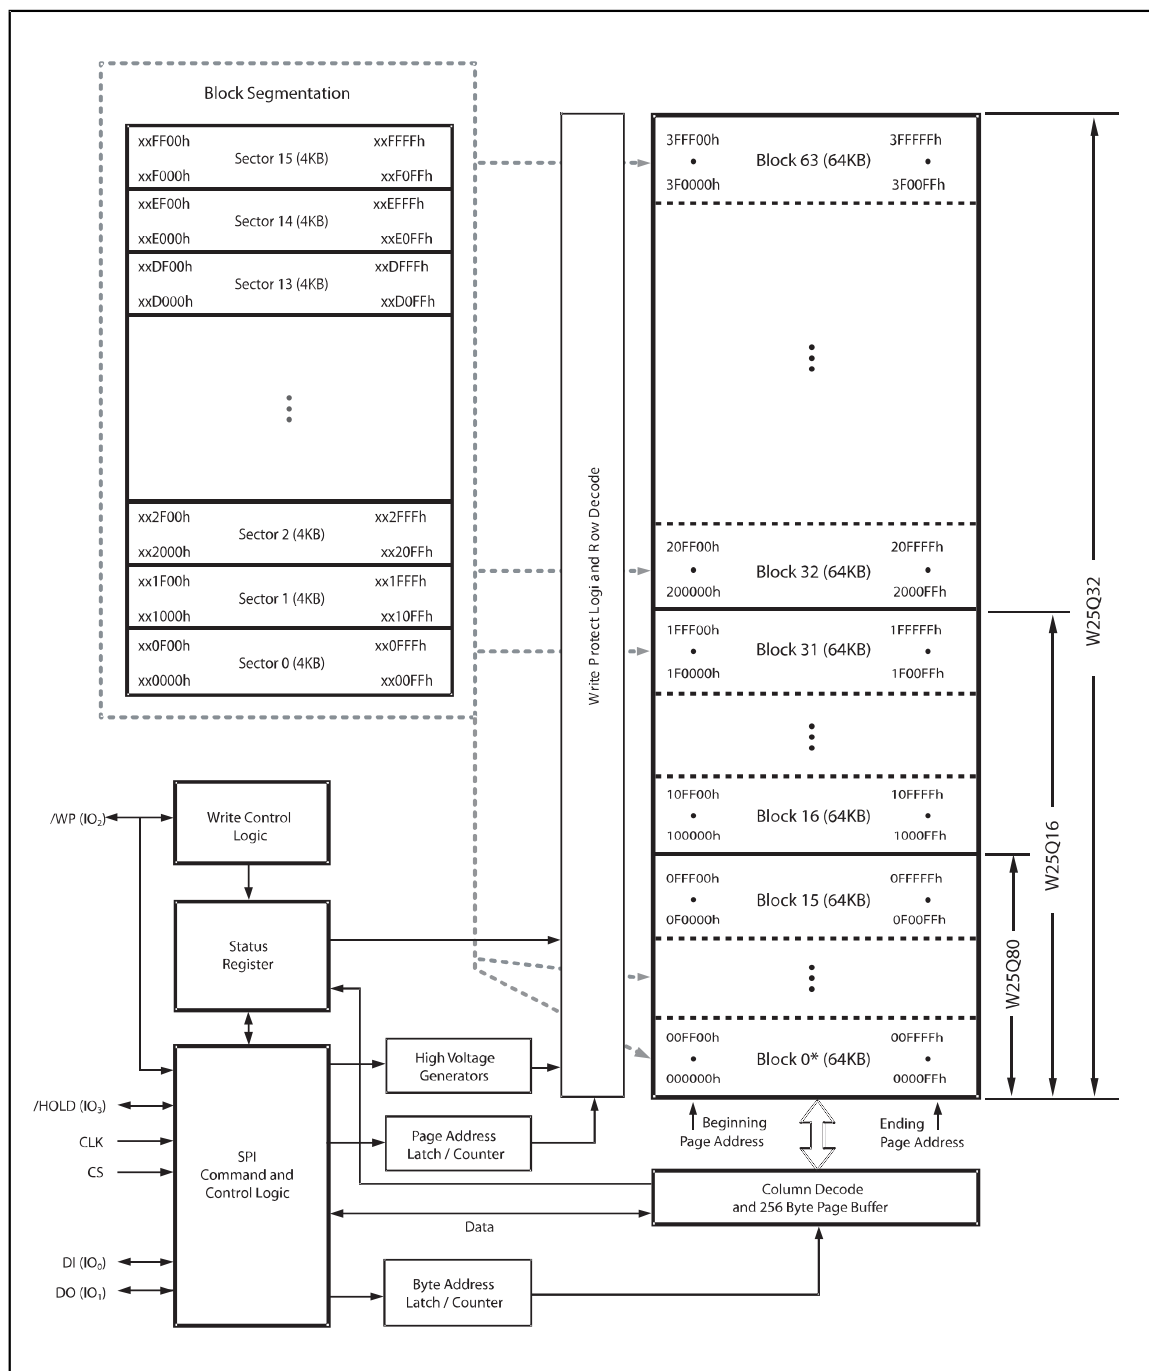 Block Segmentation
xxFF00h xxFFFFh
Sector 15 (4KB)
xxF000h xxF0FFh
xxEF00h xxEFFFh
Sector 14 (4KB)
xxE000h xxE0FFh
xxDF00h xxDFFFh
Sector 13 (4KB)
xxD000h xxD0FFh
xx2F00h xx2FFFh
Sector 2 (4KB)
xx2000h xx20FFh
xx1F00h xx1FFFh
Sector 1 (4KB)
xx1000h xx10FFh
xx0F00h xx0FFFh
Sector 0 (4KB)
xx0000h xx00FFh
Write Protect Logi and Row Decode
3FFF00h 3FFFFFh
Block 63 (64KB)
3F0000h 3F00FFh
20FF00h 20FFFFh
Block 32 (64KB)
200000h 2000FFh
1FFF00h 1FFFFFh
Block 31 (64KB)
1F0000h 1F00FFh
10FF00h 10FFFFh
Block 16 (64KB)
100000h 1000FFh
0FFF00h 0FFFFFh
Block 15 (64KB)
0F0000h 0F00FFh
00FF00h 00FFFFh
Block 0* (64KB)
000000h 0000FFh
W25Q32
W25Q16
W25Q80
Beginning
Page Address
Ending
Page Address
/WP (IO₂)
Write Control
Logic
Status
Register
High Voltage
Generators
/HOLD (IO₃)
CLK
CS
DI (IO₀)
DO (IO₁)
SPI
Command and
Control Logic
Page Address
Latch / Counter
Column Decode
and 256 Byte Page Buffer
Data
Byte Address
Latch / Counter